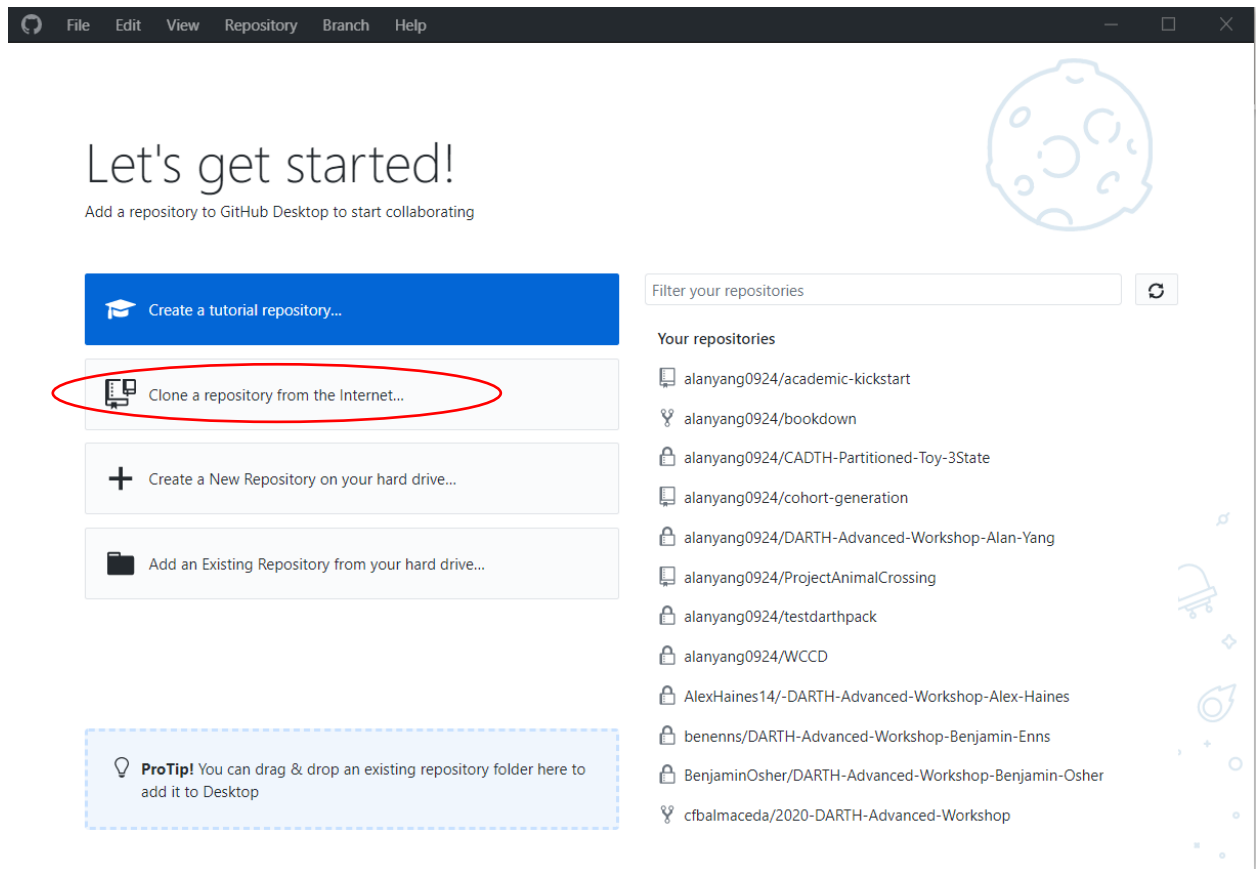 File Edit View Repository Branch Help
Let's get started!
Add a repository to GitHub Desktop to start collaborating
Create a tutorial repository...
Clone a repository from the Internet...
Create a New Repository on your hard drive...
Add an Existing Repository from your hard drive...
ProTip! You can drag & drop an existing repository folder here to
add it to Desktop
Filter your repositories
Your repositories
alanyang0924/academic-kickstart
alanyang0924/bookdown
alanyang0924/CADTH-Partitioned-Toy-3State
alanyang0924/cohort-generation
alanyang0924/DARTH-Advanced-Workshop-Alan-Yang
alanyang0924/ProjectAnimalCrossing
alanyang0924/testdarthpack
alanyang0924/WCCD
AlexHaines14/-DARTH-Advanced-Workshop-Alex-Haines
benenns/DARTH-Advanced-Workshop-Benjamin-Enns
BenjaminOsher/DARTH-Advanced-Workshop-Benjamin-Osher
cfbalmaceda/2020-DARTH-Advanced-Workshop